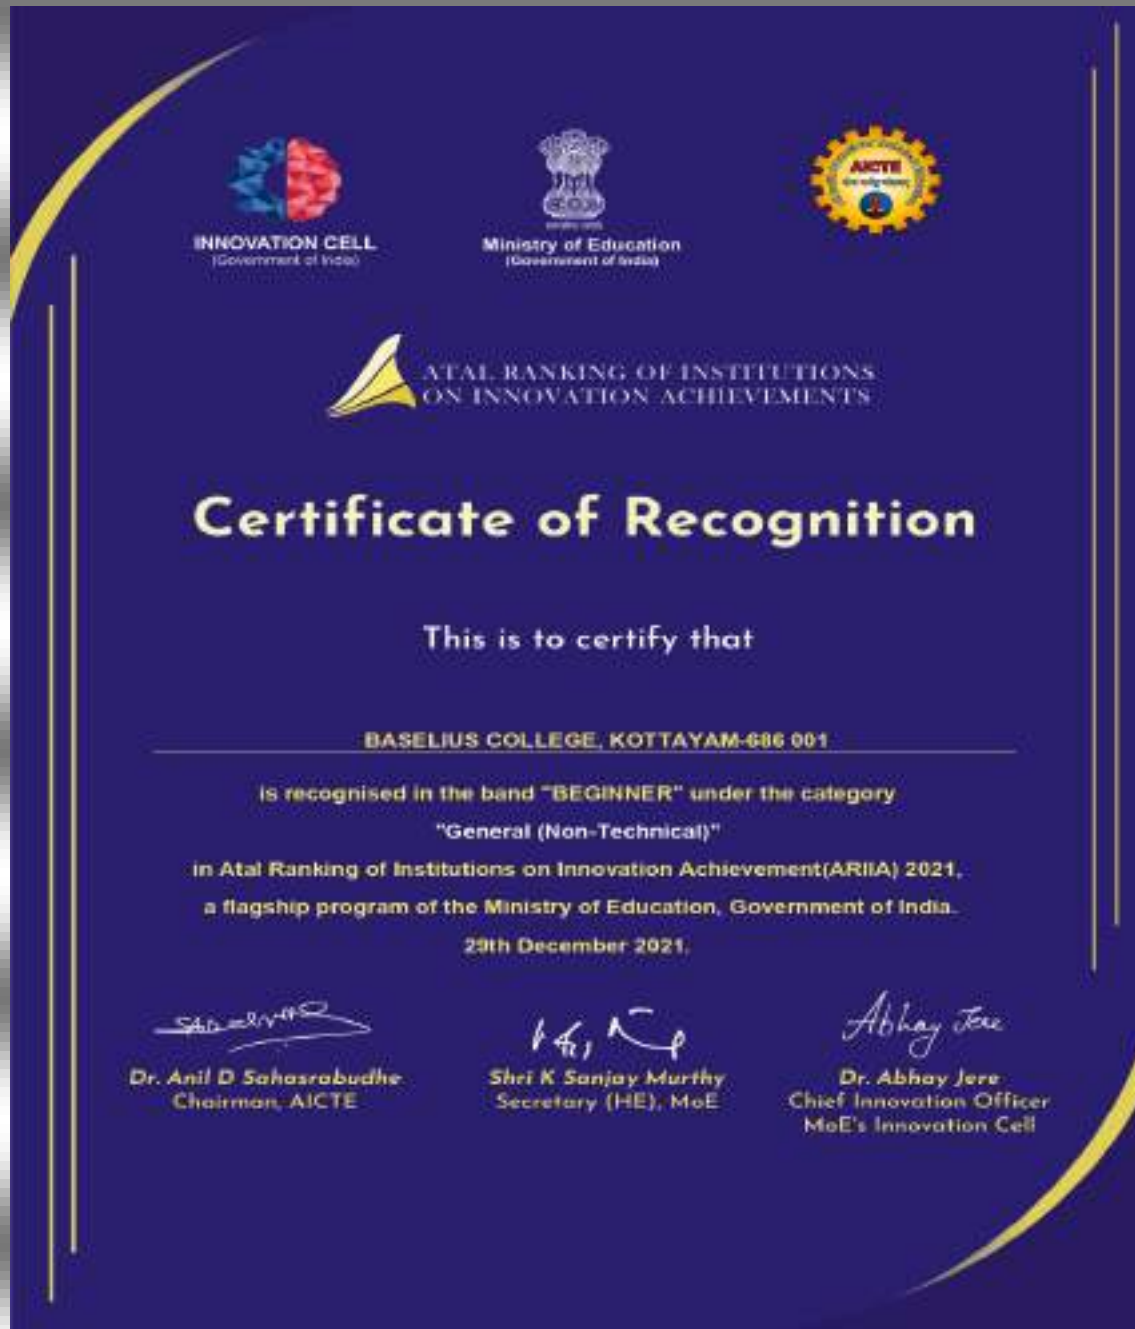 INNOVATION CELL
(Government of India)
Ministry of Education
(Government of India)
AICTE
ATAL RANKING OF INSTITUTIONS
ON INNOVATION ACHIEVEMENTS
Certificate of Recognition
This is to certify that
BASELIUS COLLEGE, KOTTAYAM-686 001
is recognised in the band "BEGINNER" under the category
"General (Non-Technical)"
in Atal Ranking of Institutions on Innovation Achievement(ARIIA) 2021,
a flagship program of the Ministry of Education, Government of India.
29th December 2021.
Abhay Jere
Dr. Anil D Sahasrabudhe
Chairman, AICTE
Shri K Sanjay Murthy
Secretary (HE), MoE
Dr. Abhay Jere
Chief Innovation Officer
MoE's Innovation Cell